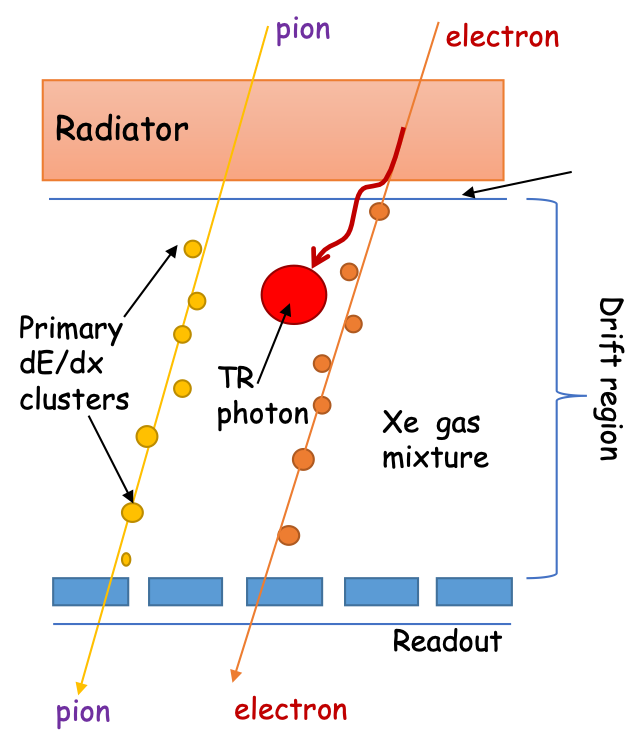 pion
electron
Radiator
Primary
dE/dx
clusters
TR
photon
Xe gas
mixture
Drift region
Readout
pion
electron